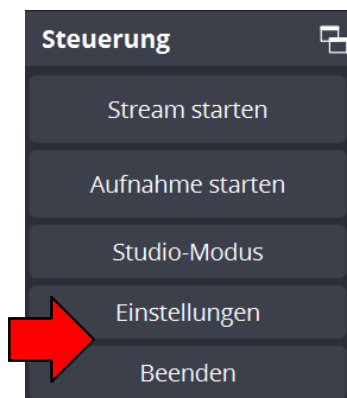 Steuerung
Stream starten
Aufnahme starten
Studio-Modus
Einstellungen
Beenden